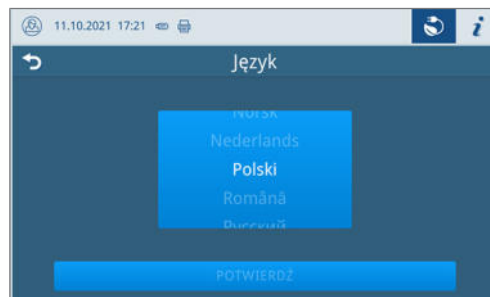 11.10.2021 17:21 i
Język
Norsk
Nederlands
Polski
Română
Русский
POTWIERDŹ